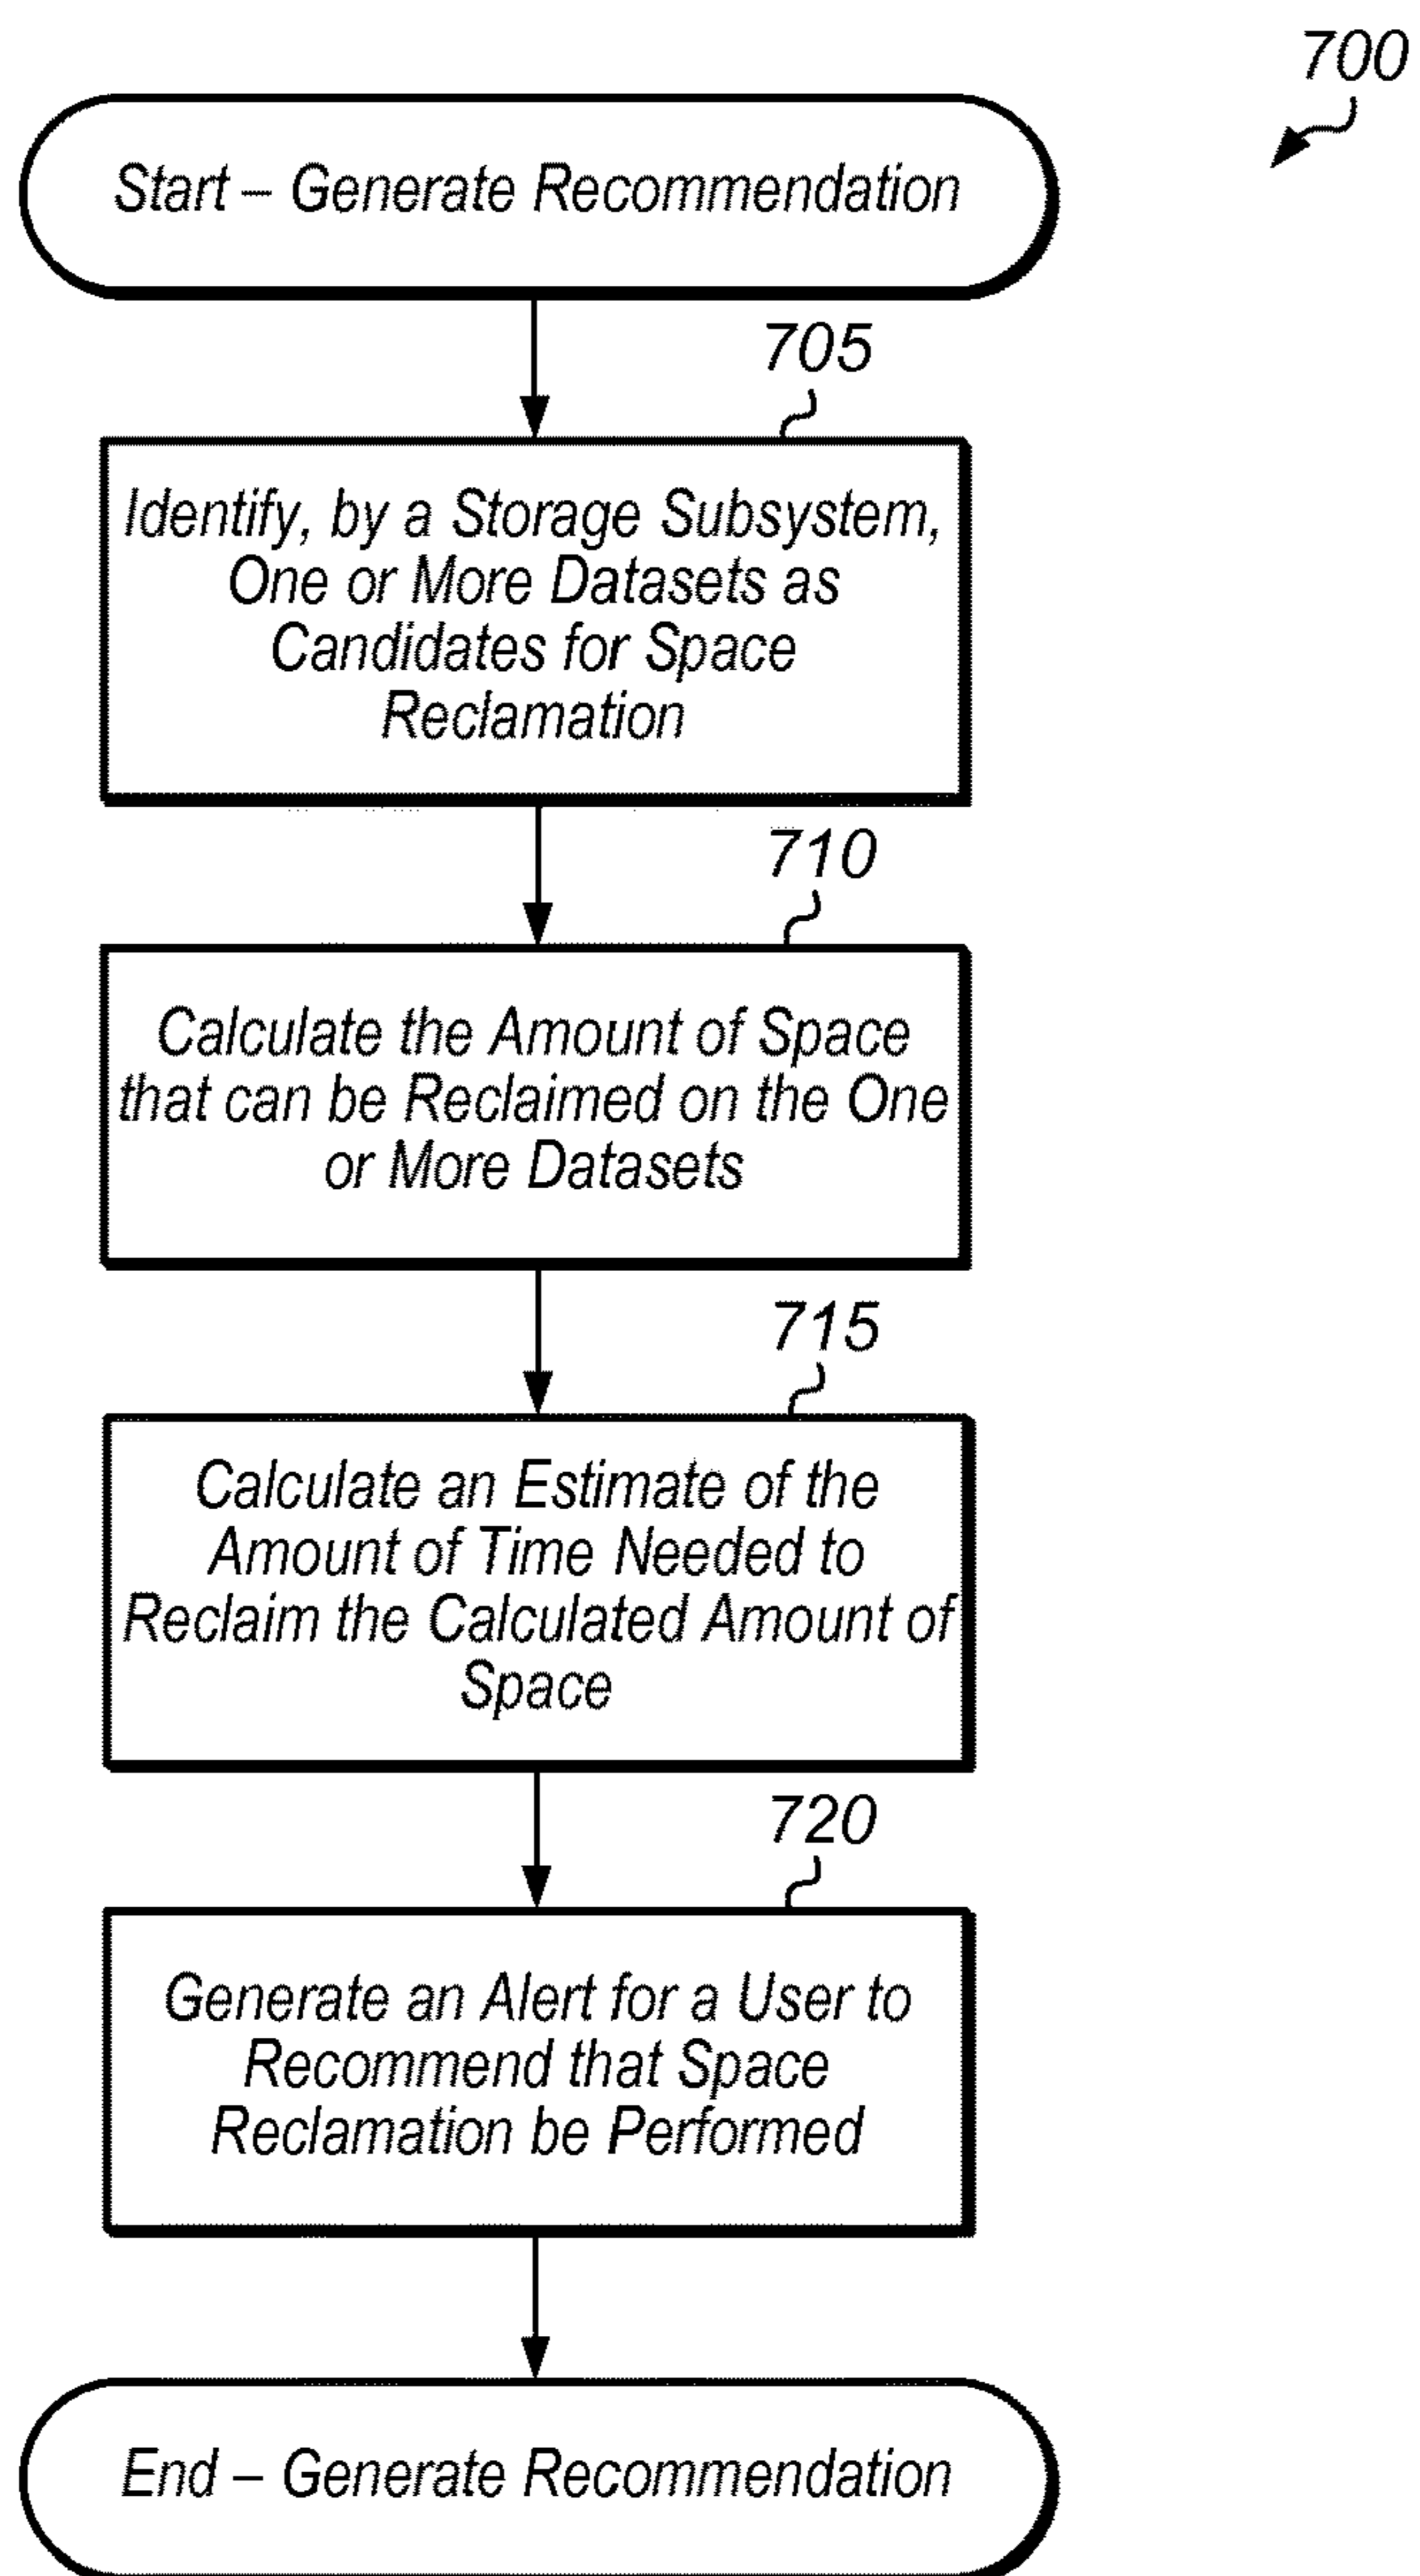 700
Start – Generate Recommendation
705
Identify, by a Storage Subsystem,
One or More Datasets as
Candidates for Space
Reclamation
710
Calculate the Amount of Space
that can be Reclaimed on the One
or More Datasets
715
Calculate an Estimate of the
Amount of Time Needed to
Reclaim the Calculated Amount of
Space
720
Generate an Alert for a User to
Recommend that Space
Reclamation be Performed
End – Generate Recommendation